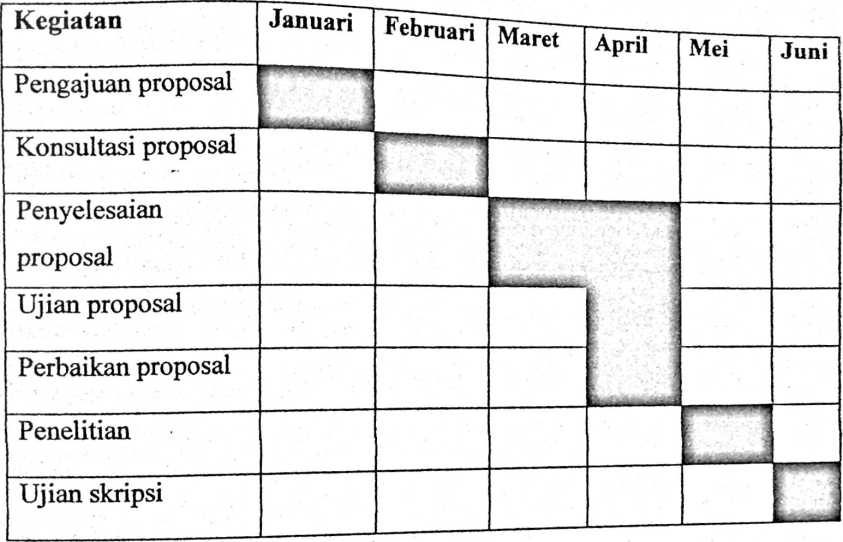 Kegiatan Januari Februari Maret April Mei Juni
Pengajuan proposal
Konsultasi proposal
Penyelesaian
proposal
Ujian proposal
Perbaikan proposal
Penelitian
Ujian skripsi